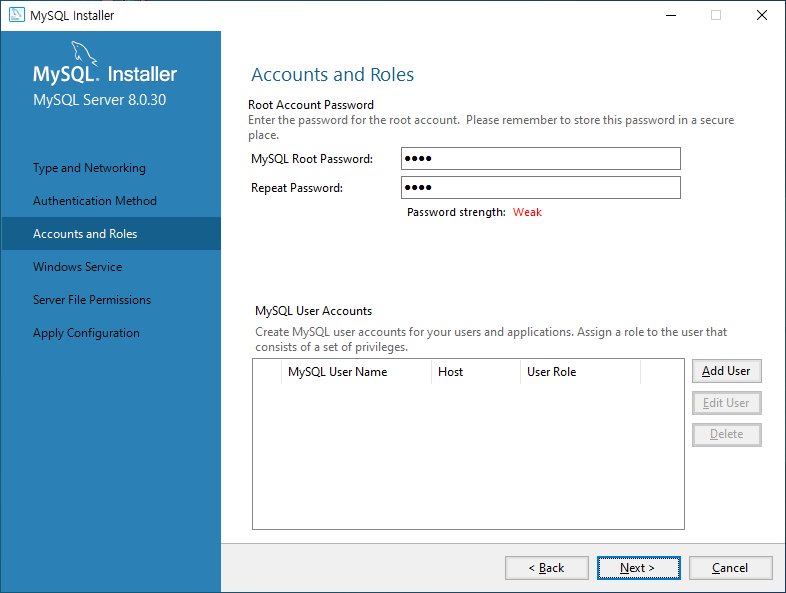 MySQL Installer
MySQL. Installer
MySQL Server 8.0.30
Type and Networking
Authentication Method
Accounts and Roles
Windows Service
Server File Permissions
Apply Configuration
Accounts and Roles
Root Account Password
Enter the password for the root account. Please remember to store this password in a secure
place.
MySQL Root Password: ●●●●
Repeat Password: ●●●●
Password strength: Weak
MySQL User Accounts
Create MySQL user accounts for your users and applications. Assign a role to the user that
consists of a set of privileges.
MySQL User Name Host User Role
Add User
Edit User
Delete
< Back Next > Cancel